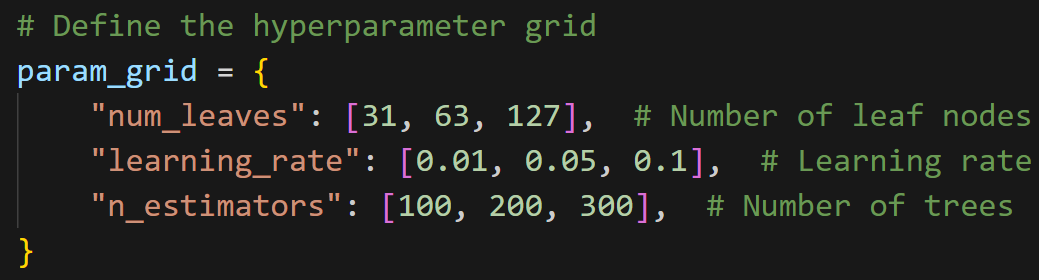 # Define the hyperparameter grid
param_grid = {
    "num_leaves": [31, 63, 127],  # Number of leaf nodes
    "learning_rate": [0.01, 0.05, 0.1],  # Learning rate
    "n_estimators": [100, 200, 300],  # Number of trees
}